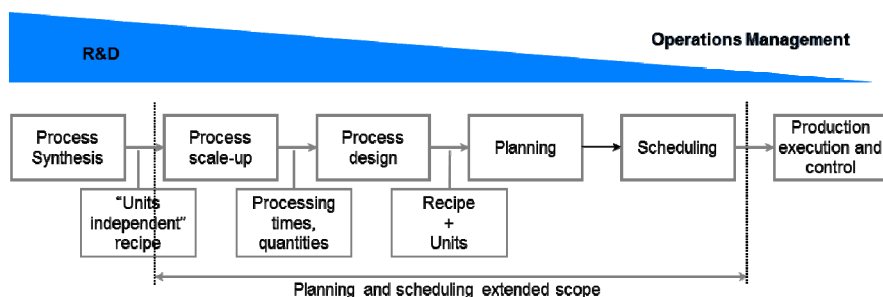 Operations Management
R&D
Process
Synthesis
Process
scale-up
Process
design
Planning
Scheduling
Production
execution and
control
“Units
independent”
recipe
Processing
times,
quantities
Recipe
+
Units
Planning and scheduling extended scope